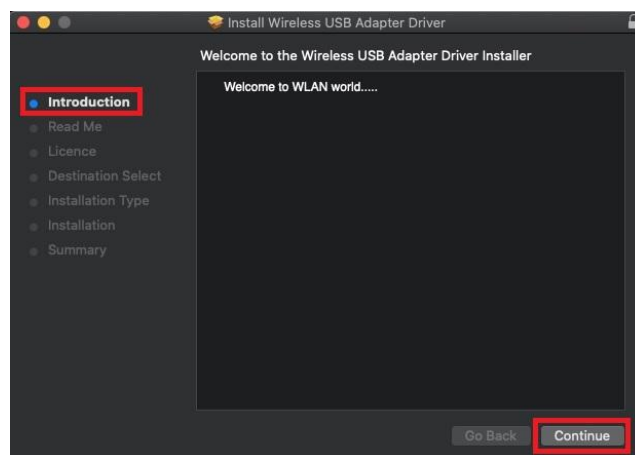 Install Wireless USB Adapter Driver
Welcome to the Wireless USB Adapter Driver Installer
Introduction
Read Me
Licence
Destination Select
Installation Type
Installation
Summary
Welcome to WLAN world.....
Go Back
Continue